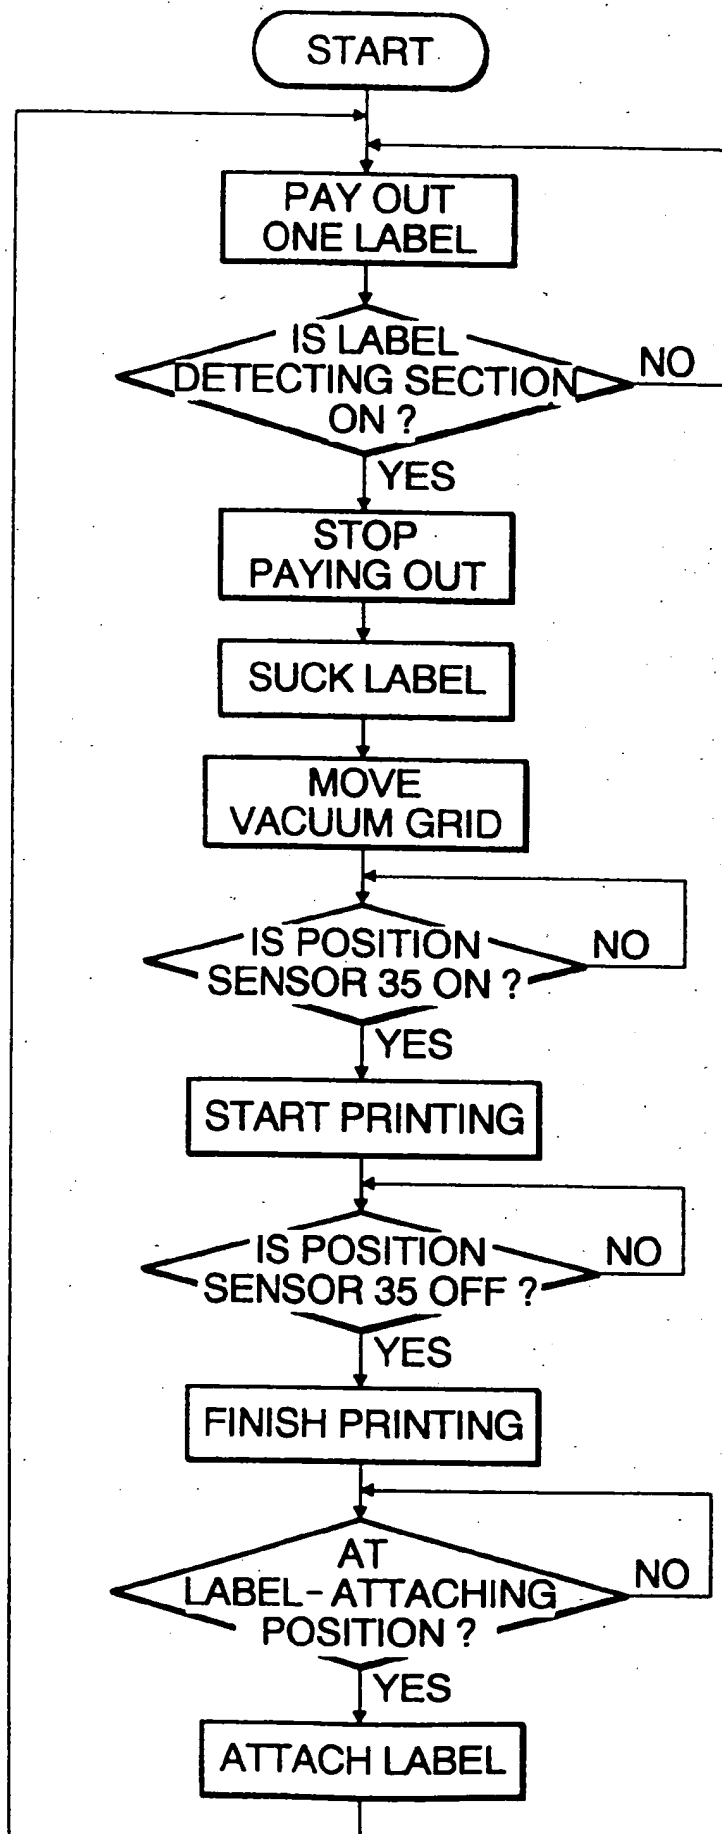 START
PAY OUT
ONE LABEL
IS LABEL
DETECTING SECTION
ON ?
NO
YES
STOP
PAYING OUT
SUCK LABEL
MOVE
VACUUM GRID
IS POSITION
SENSOR 35 ON ?
NO
YES
START PRINTING
IS POSITION
SENSOR 35 OFF ?
NO
YES
FINISH PRINTING
AT
LABEL-ATTACHING
POSITION ?
NO
YES
ATTACH LABEL